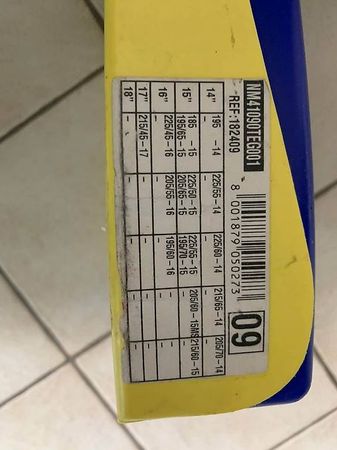 NM41090TEG001
REF:182409
8 001879 050273
09
14" 195 –14 225/55–14 225/60–14 215/65–14 205/70–14
15" 185 –15 225/50–15 225/55–15 205/60–15MS 215/60–15
195/65–15 205/65–15 195/70–15
16" 225/45–16 205/55–16 195/60–16 – –
17" 215/45–17 – – – –
18" – – – – –